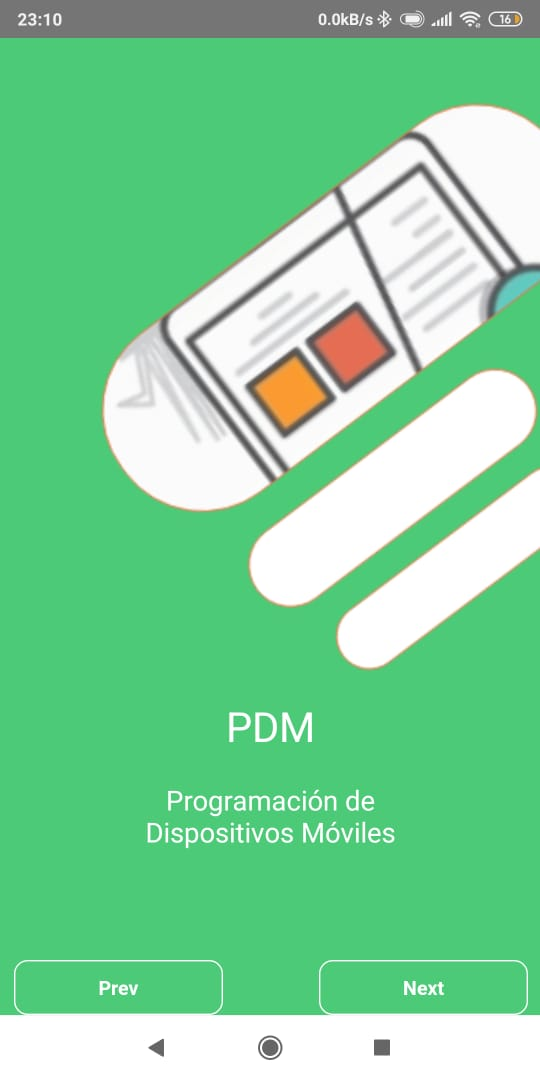 23:10
0.0kB/s
16
PDM
Programación de
Dispositivos Móviles
Prev
Next